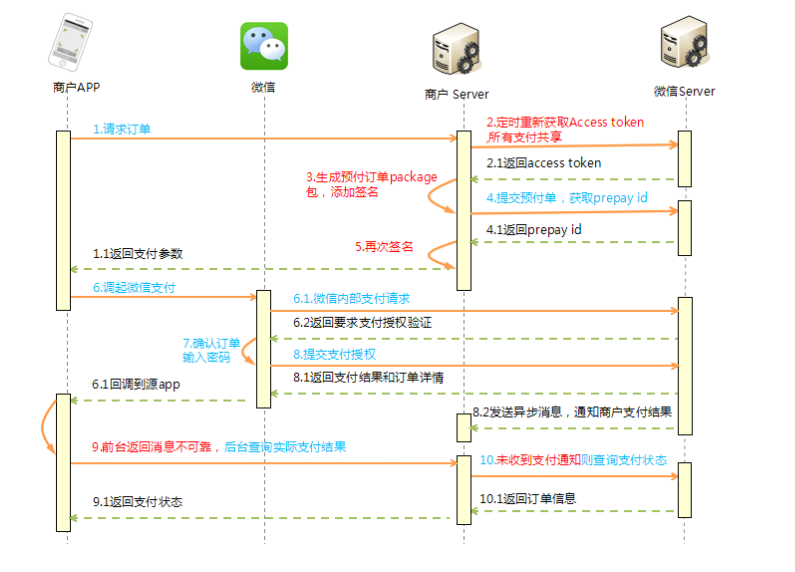 商户APP
微信
商户 Server
微信Server
1.请求订单
2.定时重新获取Access token
,所有支付共享
2.1返回access token
3.生成预付订单package
包，添加签名
4.提交预付单，获取prepay id
4.1返回prepay id
5.再次签名
1.1返回支付参数
6.调起微信支付
6.1.微信内部支付请求
6.2返回要求支付授权验证
7.确认订单
输入密码
8.提交支付授权
8.1返回支付结果和订单详情
6.1回调到源app
8.2发送异步消息，通知商户支付结果
9.前台返回消息不可靠，后台查询实际支付结果
10.未收到支付通知则查询支付状态
10.1返回订单信息
9.1返回支付状态